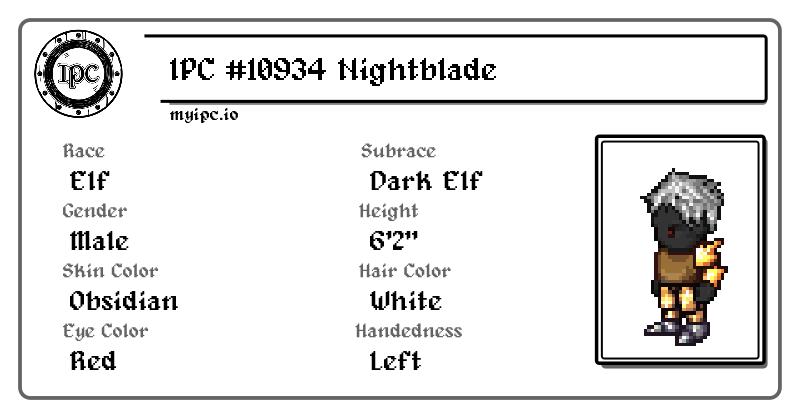 IPC
IPC #10934 Nightblade
myipc.io
Race
Elf
Subrace
Dark Elf
Gender
Male
Height
6'2"
Skin Color
Obsidian
Hair Color
White
Eye Color
Red
Handedness
Left